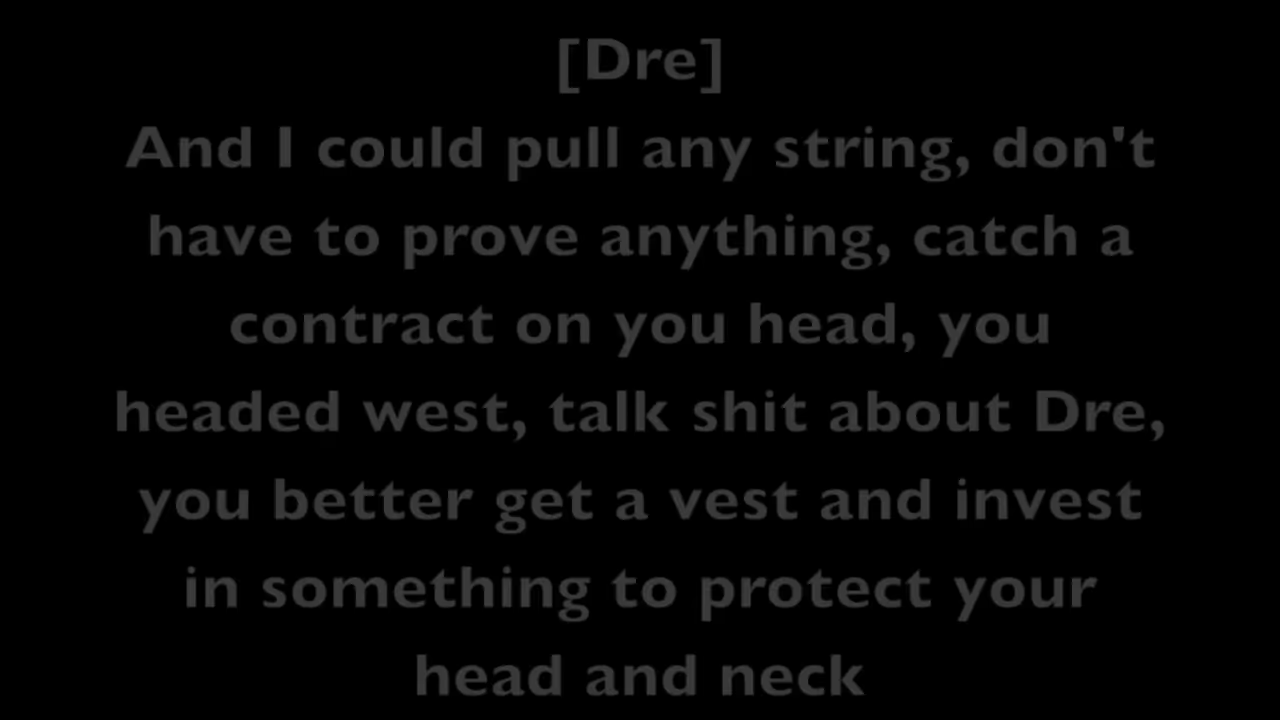 [Dre]
And I could pull any string, don't
have to prove anything, catch a
contract on you head, you
headed west, talk shit about Dre,
you better get a vest and invest
in something to protect your
head and neck